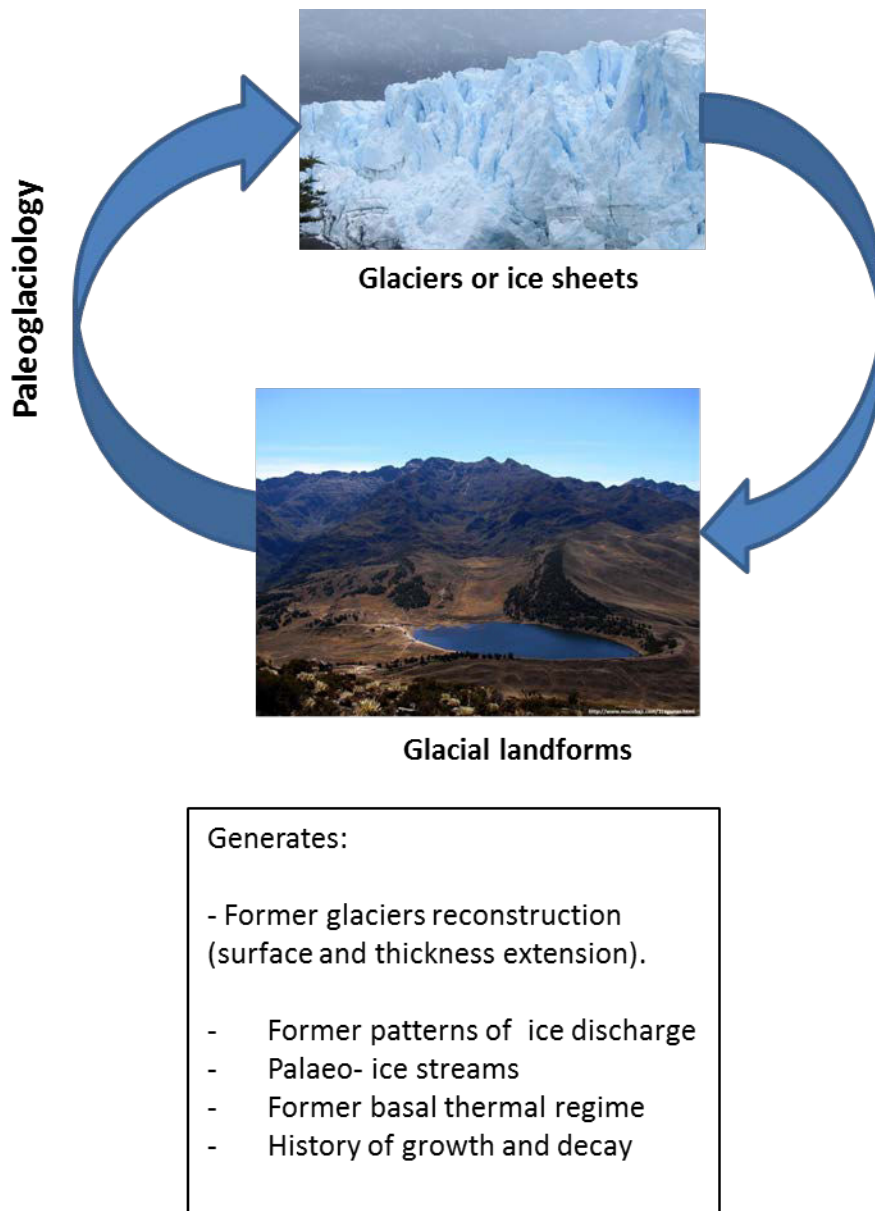 Paleoglaciology
Glaciers or ice sheets
Glacial landforms
Generates:
- Former glaciers reconstruction
(surface and thickness extension).
- Former patterns of ice discharge
- Palaeo- ice streams
- Former basal thermal regime
- History of growth and decay